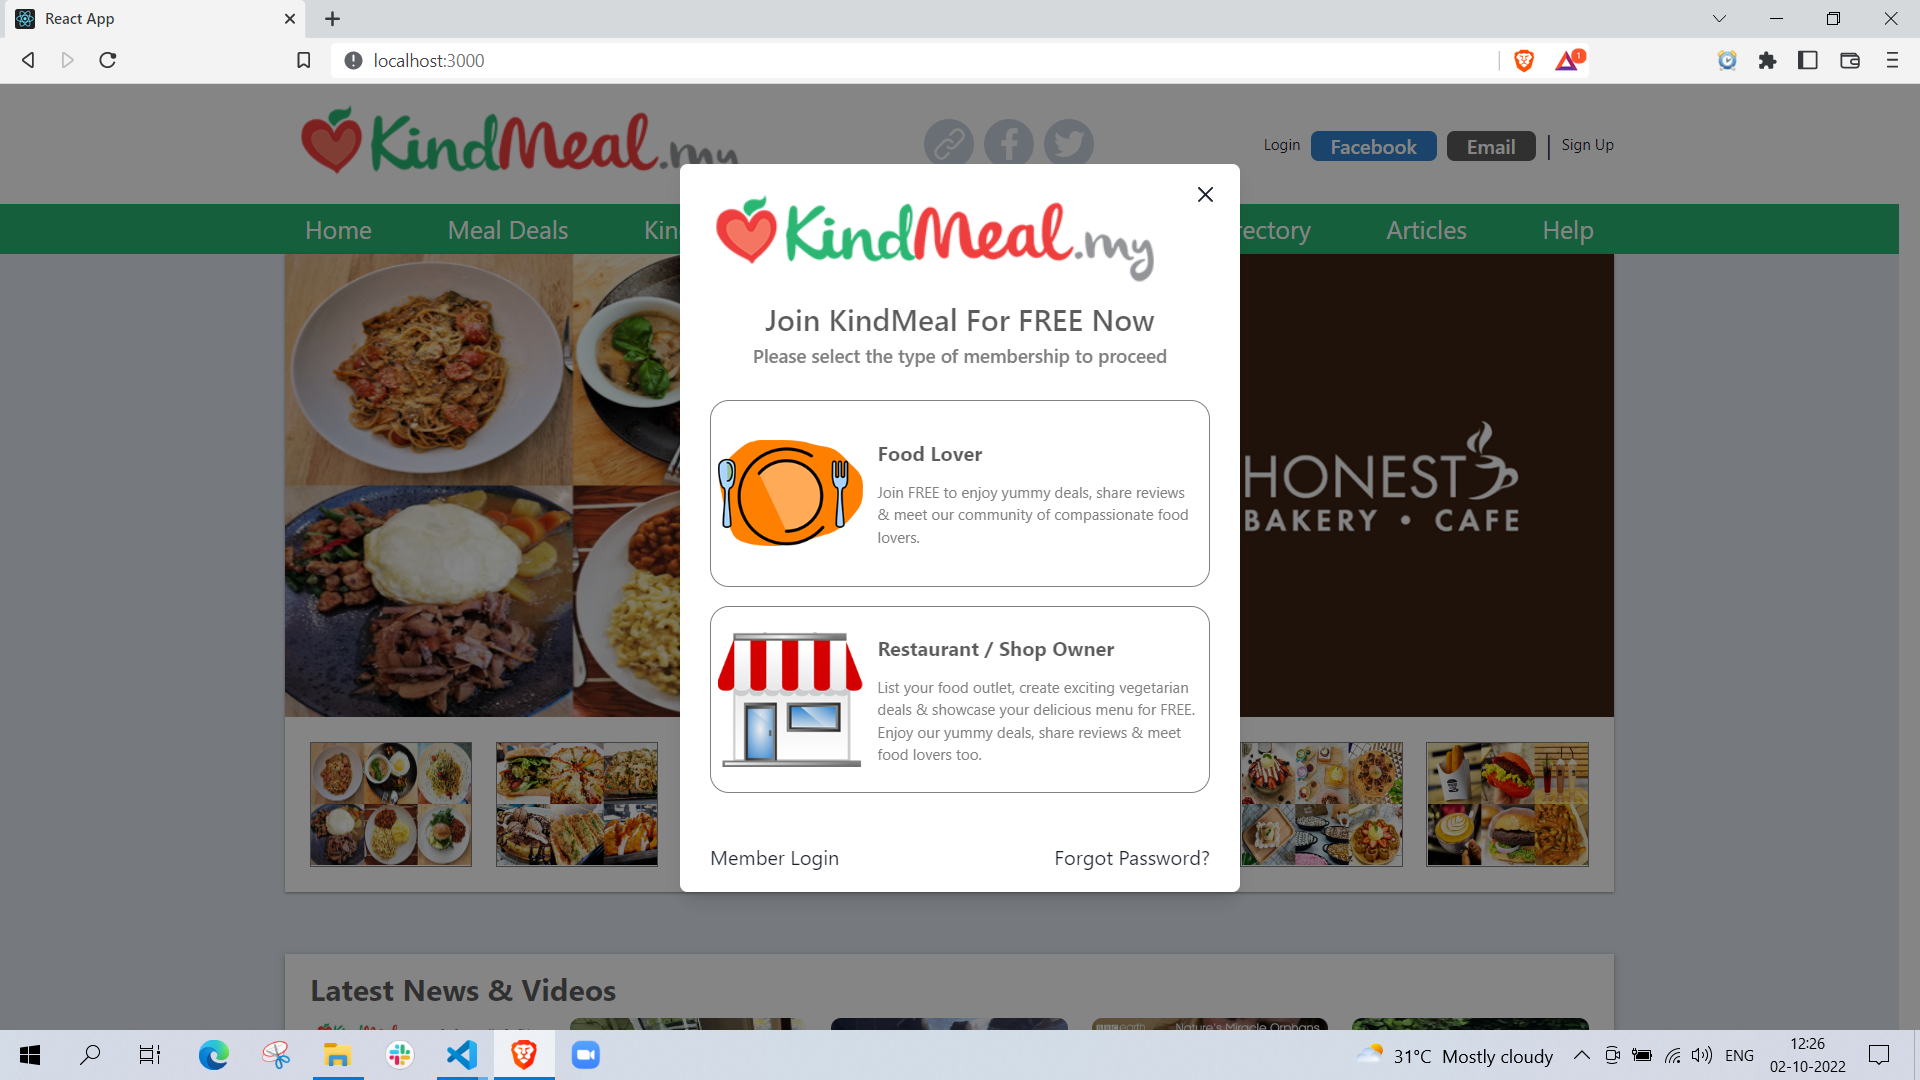 React App
localhost:3000
1
KindMeal.my
Login
Facebook
Email
Sign Up
Home
Meal Deals
Kin
rectory
Articles
Help
KindMeal.my
Join KindMeal For FREE Now
Please select the type of membership to proceed
Food Lover
Join FREE to enjoy yummy deals, share reviews
& meet our community of compassionate food
lovers.
Restaurant / Shop Owner
List your food outlet, create exciting vegetarian
deals & showcase your delicious menu for FREE.
Enjoy our yummy deals, share reviews & meet
food lovers too.
Member Login
Forgot Password?
HONEST
BAKERY • CAFE
Latest News & Videos
earth
Nature's Miracle Orphans
31°C Mostly cloudy
ENG
12:26
02-10-2022